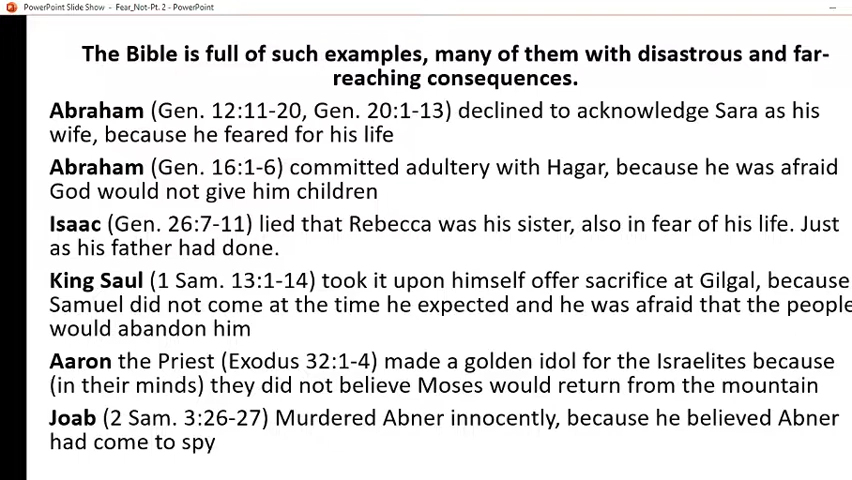 PowerPoint Slide Show - Fear_Not-Pt. 2 - PowerPoint
The Bible is full of such examples, many of them with disastrous and far-
reaching consequences.
Abraham (Gen. 12:11-20, Gen. 20:1-13) declined to acknowledge Sara as his
wife, because he feared for his life
Abraham (Gen. 16:1-6) committed adultery with Hagar, because he was afraid
God would not give him children
Isaac (Gen. 26:7-11) lied that Rebecca was his sister, also in fear of his life. Just
as his father had done.
King Saul (1 Sam. 13:1-14) took it upon himself offer sacrifice at Gilgal, because
Samuel did not come at the time he expected and he was afraid that the people
would abandon him
Aaron the Priest (Exodus 32:1-4) made a golden idol for the Israelites because
(in their minds) they did not believe Moses would return from the mountain
Joab (2 Sam. 3:26-27) Murdered Abner innocently, because he believed Abner
had come to spy